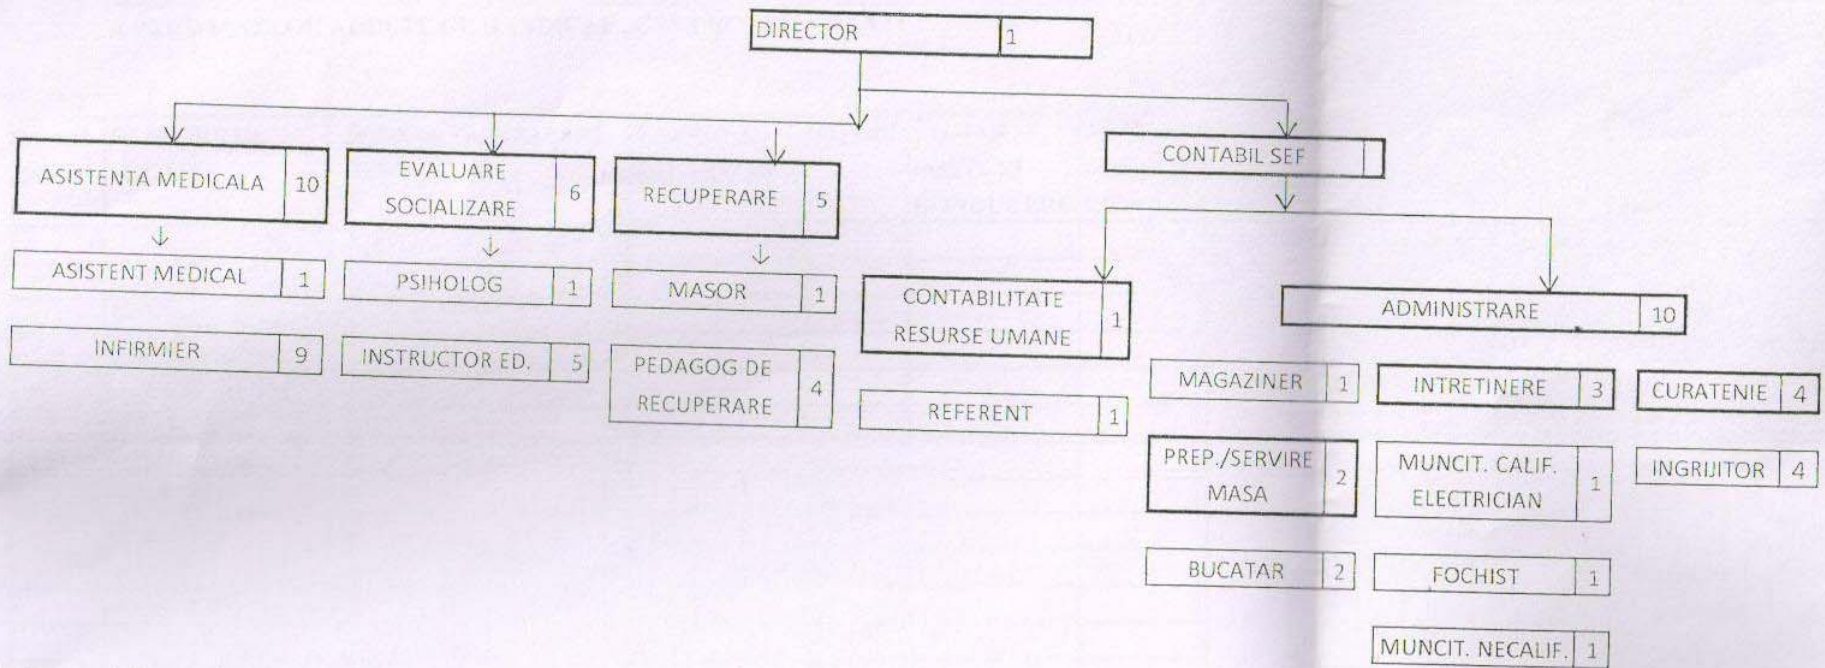 DIRECTOR 1
ASISTENTA MEDICALA 10
EVALUARE
SOCIALIZARE 6
RECUPERARE 5
CONTABIL SEF
ASISTENT MEDICAL 1
PSIHOLOG 1
MASOR 1
CONTABILITATE
RESURSE UMANE 1
ADMINISTRARE 10
INFIRMIER 9
INSTRUCTOR ED. 5
PEDAGOG DE
RECUPERARE 4
REFERENT 1
MAGAZINER 1
INTRETINERE 3
CURATENIE 4
PREP./SERVIRE
MASA 2
MUNCIT. CALIF.
ELECTRICIAN 1
INGRIJITOR 4
BUCATAR 2
FOCHIST 1
MUNCIT. NECALIF. 1